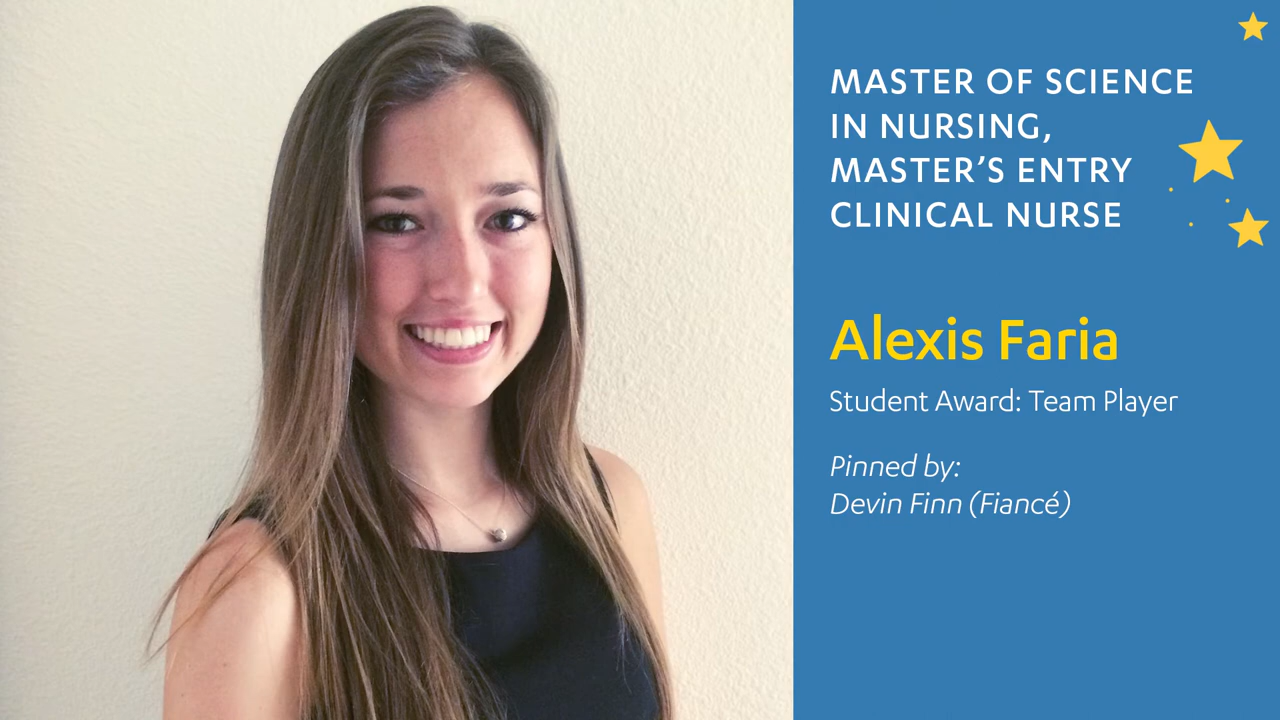 MASTER OF SCIENCE
IN NURSING,
MASTER’S ENTRY
CLINICAL NURSE
Alexis Faria
Student Award: Team Player
Pinned by:
Devin Finn (Fiancé)